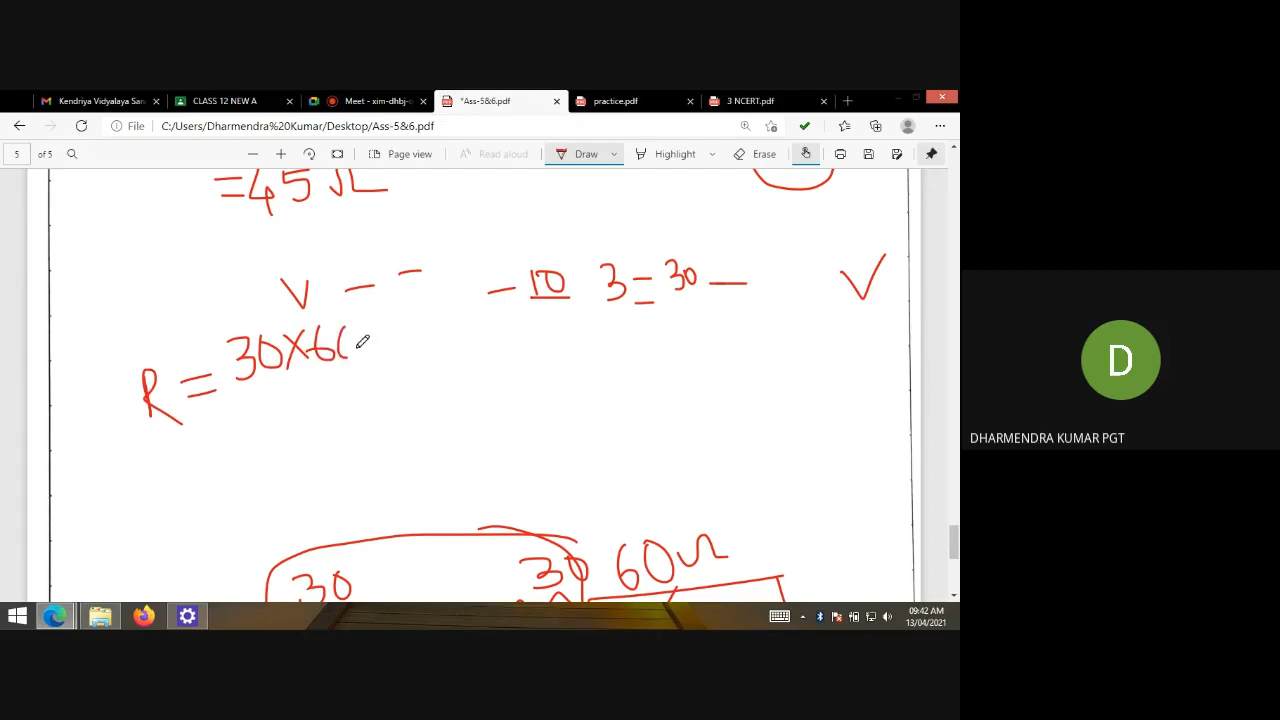 Kendriya Vidyalaya San
CLASS 12 NEW A
Meet - xim-dhbj-
*Ass-5&6.pdf
practice.pdf
3 NCERT.pdf
File
C:/Users/Dharmendra%20Kumar/Desktop/Ass-5&6.pdf
5 of 5
Page view
Read aloud
Draw
Highlight
Erase
=45Ω
V - - - 10 3=30 - V
R = 30×6
30 30 60Ω
D
DHARMENDRA KUMAR PGT
09:42 AM
13/04/2021